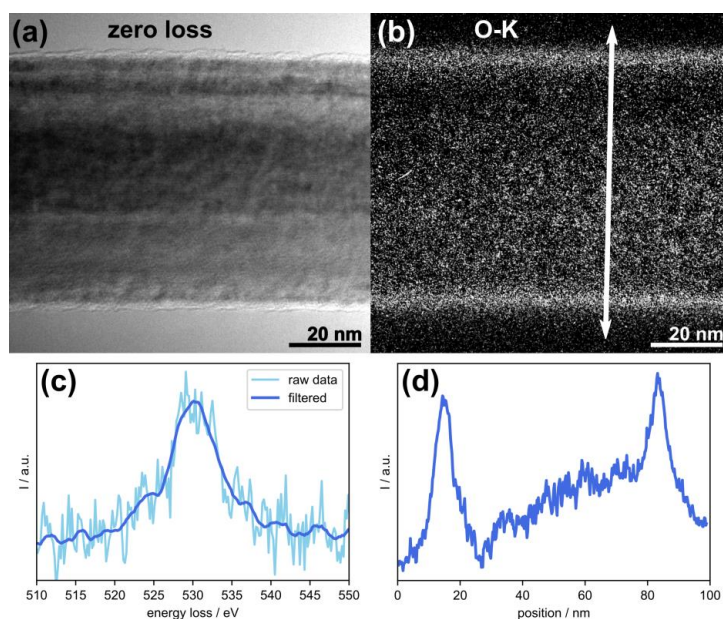 (a) zero loss
20 nm
(b) O-K
20 nm
(c)
raw data
filtered
I / a.u.
510 515 520 525 530 535 540 545 550
energy loss / eV
(d)
I / a.u.
0 20 40 60 80 100
position / nm